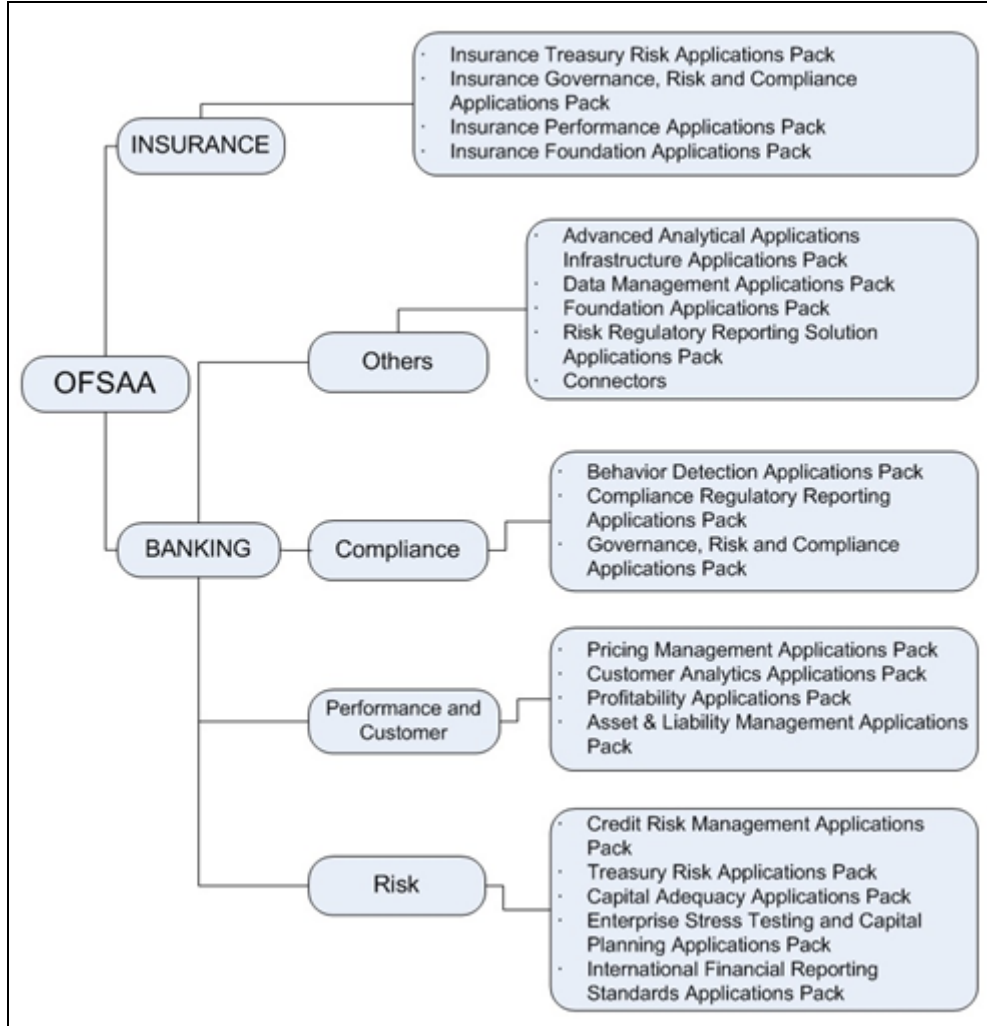 · Insurance Treasury Risk Applications Pack
· Insurance Governance, Risk and Compliance
Applications Pack
· Insurance Performance Applications Pack
· Insurance Foundation Applications Pack
INSURANCE
· Advanced Analytical Applications
Infrastructure Applications Pack
· Data Management Applications Pack
· Foundation Applications Pack
· Risk Regulatory Reporting Solution
Applications Pack
· Connectors
Others
OFSAA
· Behavior Detection Applications Pack
· Compliance Regulatory Reporting
Applications Pack
· Governance, Risk and Compliance
Applications Pack
BANKING
Compliance
· Pricing Management Applications Pack
· Customer Analytics Applications Pack
· Profitability Applications Pack
· Asset & Liability Management Applications
Pack
Performance and
Customer
· Credit Risk Management Applications
Pack
· Treasury Risk Applications Pack
· Capital Adequacy Applications Pack
· Enterprise Stress Testing and Capital
Planning Applications Pack
· International Financial Reporting
Standards Applications Pack
Risk